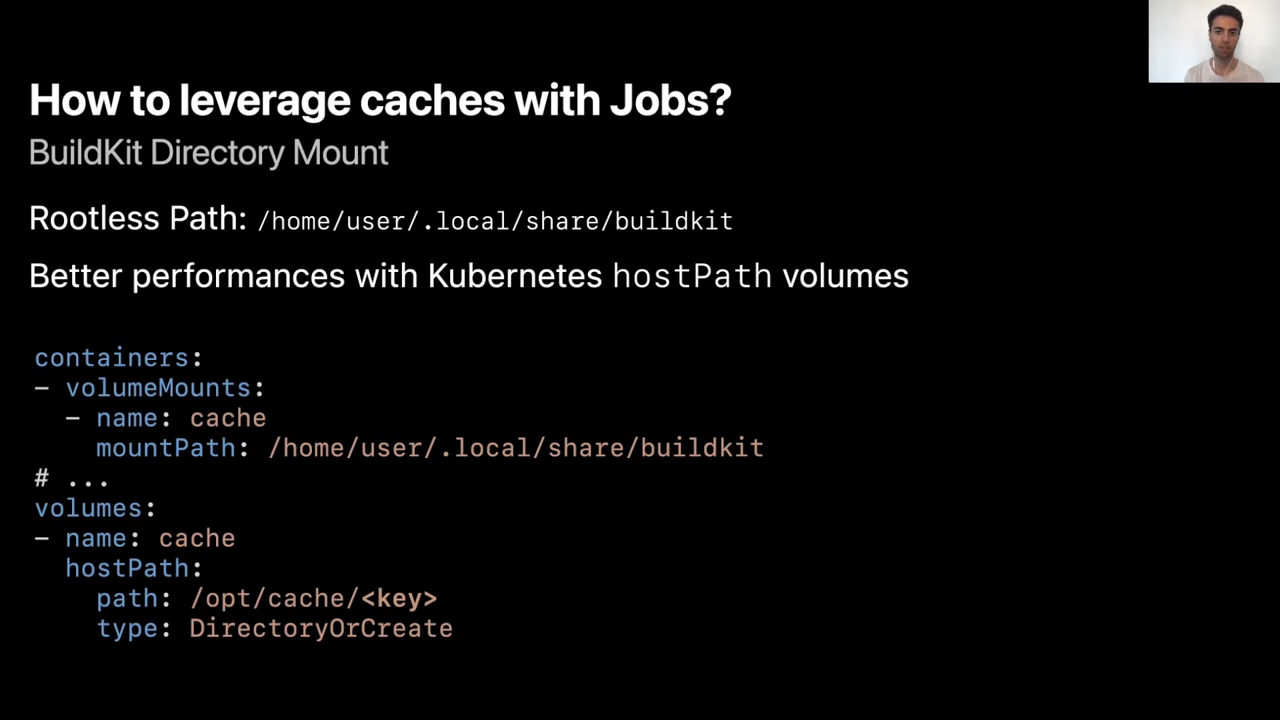 How to leverage caches with Jobs?
BuildKit Directory Mount
Rootless Path: /home/user/.local/share/buildkit
Better performances with Kubernetes hostPath volumes
containers:
- volumeMounts:
  - name: cache
    mountPath: /home/user/.local/share/buildkit
# ...
volumes:
- name: cache
  hostPath:
    path: /opt/cache/<key>
    type: DirectoryOrCreate